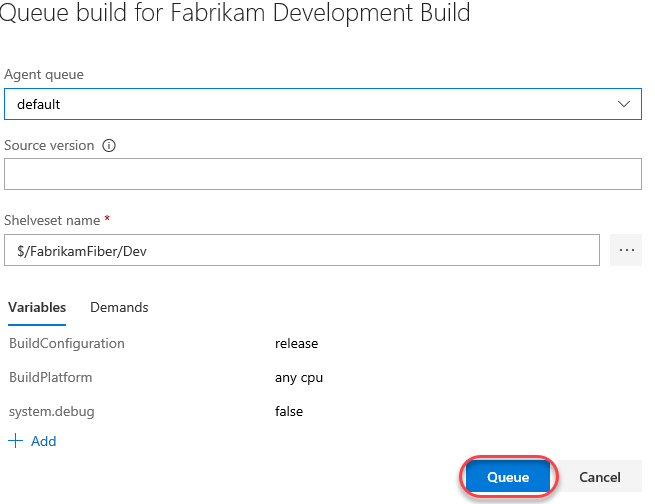 Queue build for Fabrikam Development Build
Agent queue
default
Source version
Shelveset name *
$/FabrikamFiber/Dev
...
Variables Demands
BuildConfiguration release
BuildPlatform any cpu
system.debug false
+ Add
Queue Cancel